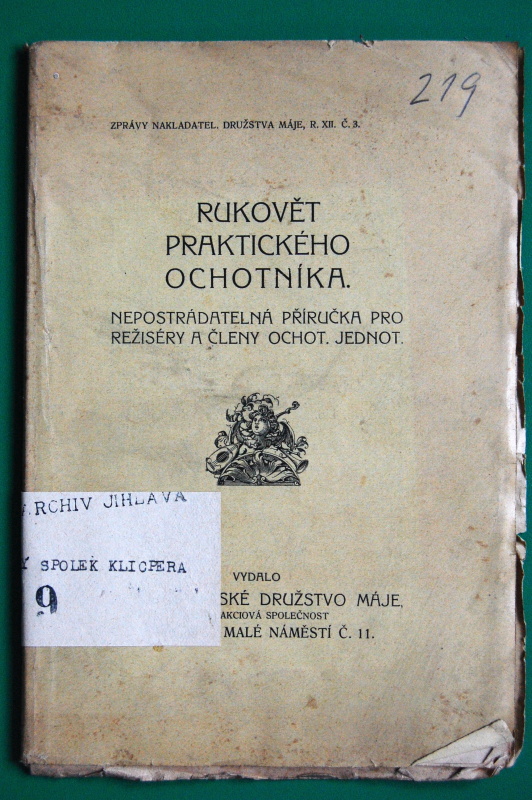 219
ZPRÁVY NAKLADATEL. DRUŽSTVA MÁJE, R. XII. Č. 3.
RUKOVĚT
PRAKTICKÉHO
OCHOTNÍKA.
NEPOSTRÁDATELNÁ PŘÍRUČKA PRO
REŽISÉRY A ČLENY OCHOT. JEDNOT.
RCHIV JIHLAVA
SPOLEK KLICPERA
9
VYDALO
SKÉ DRUŽSTVO MÁJE,
AKCIOVÁ SPOLEČNOST
MALÉ NÁMĚSTÍ Č. 11.